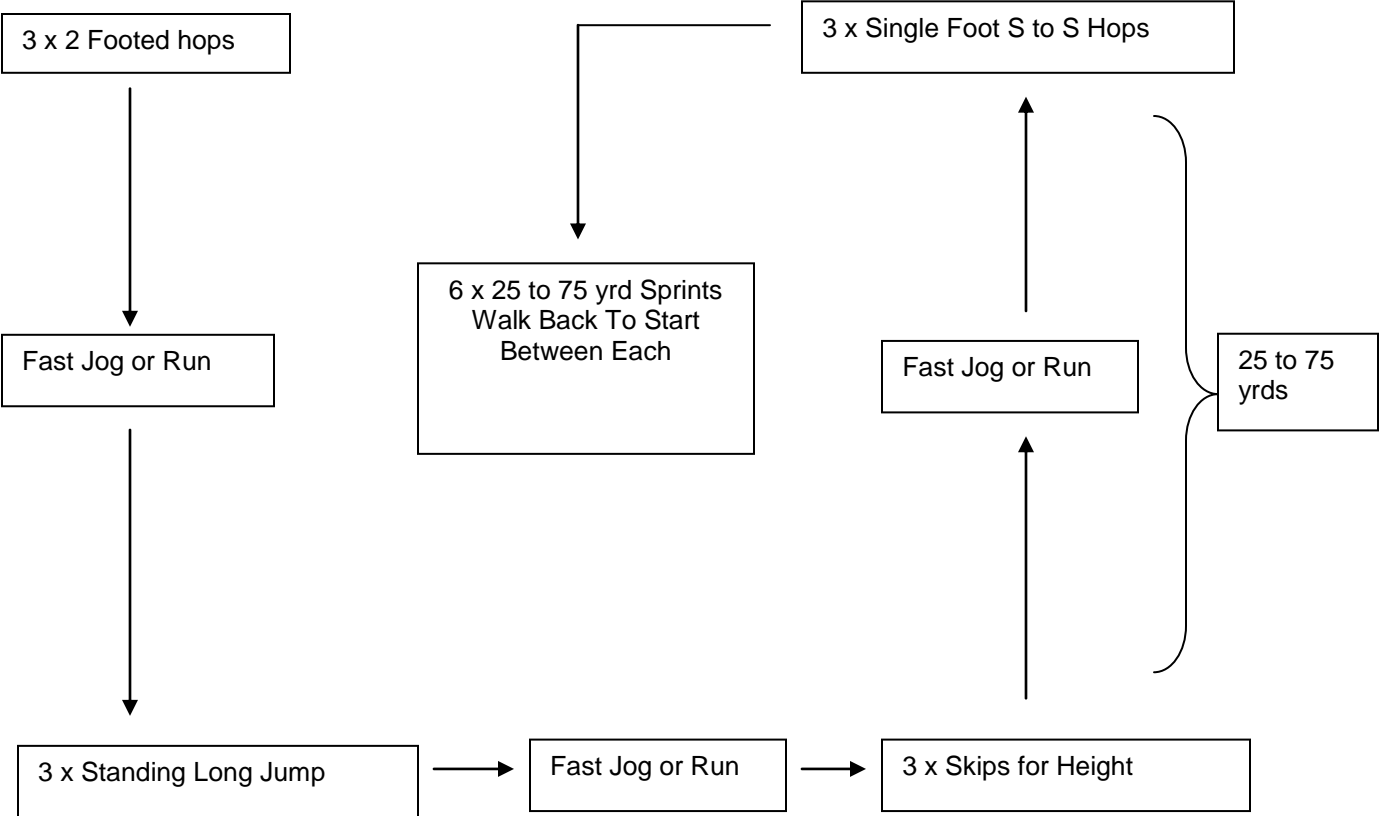 3 x 2 Footed hops
3 x Single Foot S to S Hops
6 x 25 to 75 yrd Sprints
Walk Back To Start
Between Each
Fast Jog or Run
Fast Jog or Run
25 to 75
yrds
3 x Standing Long Jump
Fast Jog or Run
3 x Skips for Height